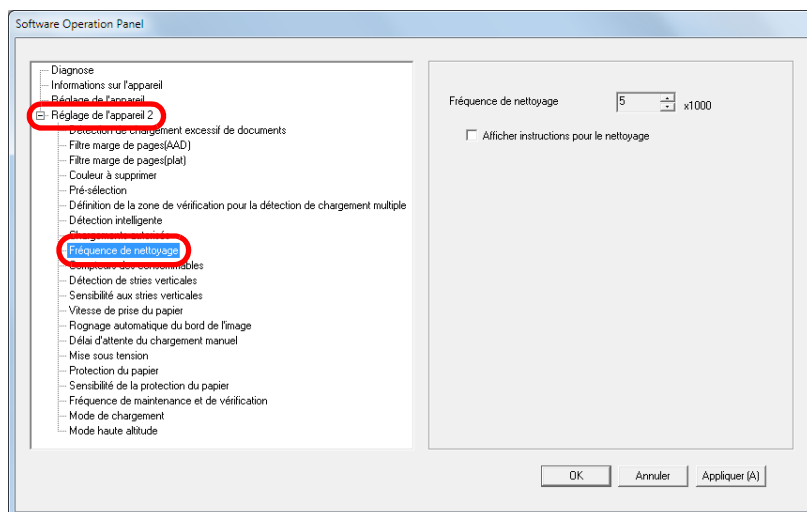 Software Operation Panel
Diagnose
Informations sur l'appareil
Réglage de l'appareil
Réglage de l'appareil 2
Détection de chargement excessif de documents
Filtre marge de pages(AAD)
Filtre marge de pages(plat)
Couleur à supprimer
Pré-sélection
Définition de la zone de vérification pour la détection de chargement multiple
Détection intelligente
Chargements autorisés
Fréquence de nettoyage
Compteurs des consommables
Détection de stries verticales
Sensibilité aux stries verticales
Vitesse de prise du papier
Rognage automatique du bord de l'image
Délai d'attente du chargement manuel
Mise sous tension
Protection du papier
Sensibilité de la protection du papier
Fréquence de maintenance et de vérification
Mode de chargement
Mode haute altitude
Fréquence de nettoyage 5 x1000
Afficher instructions pour le nettoyage
OK Annuler Appliquer (A)